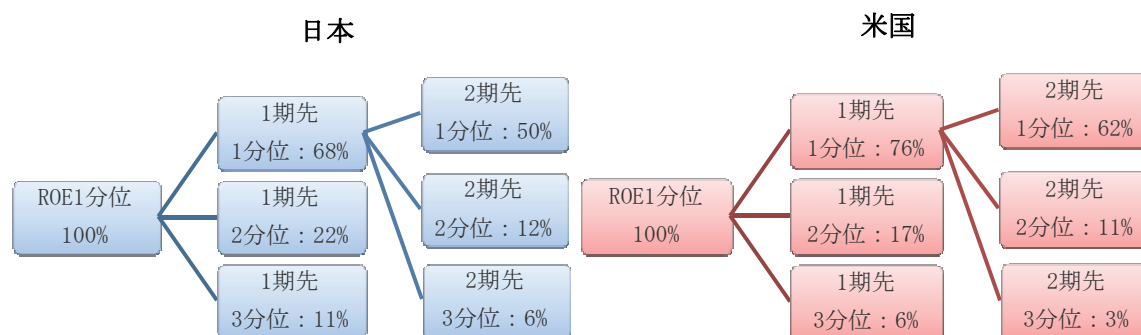 日本
ROE1分位
100%
1期先
1分位：68%
1期先
2分位：22%
1期先
3分位：11%
2期先
1分位：50%
2期先
2分位：12%
2期先
3分位：6%
米国
ROE1分位
100%
1期先
1分位：76%
1期先
2分位：17%
1期先
3分位：6%
2期先
1分位：62%
2期先
2分位：11%
2期先
3分位：3%